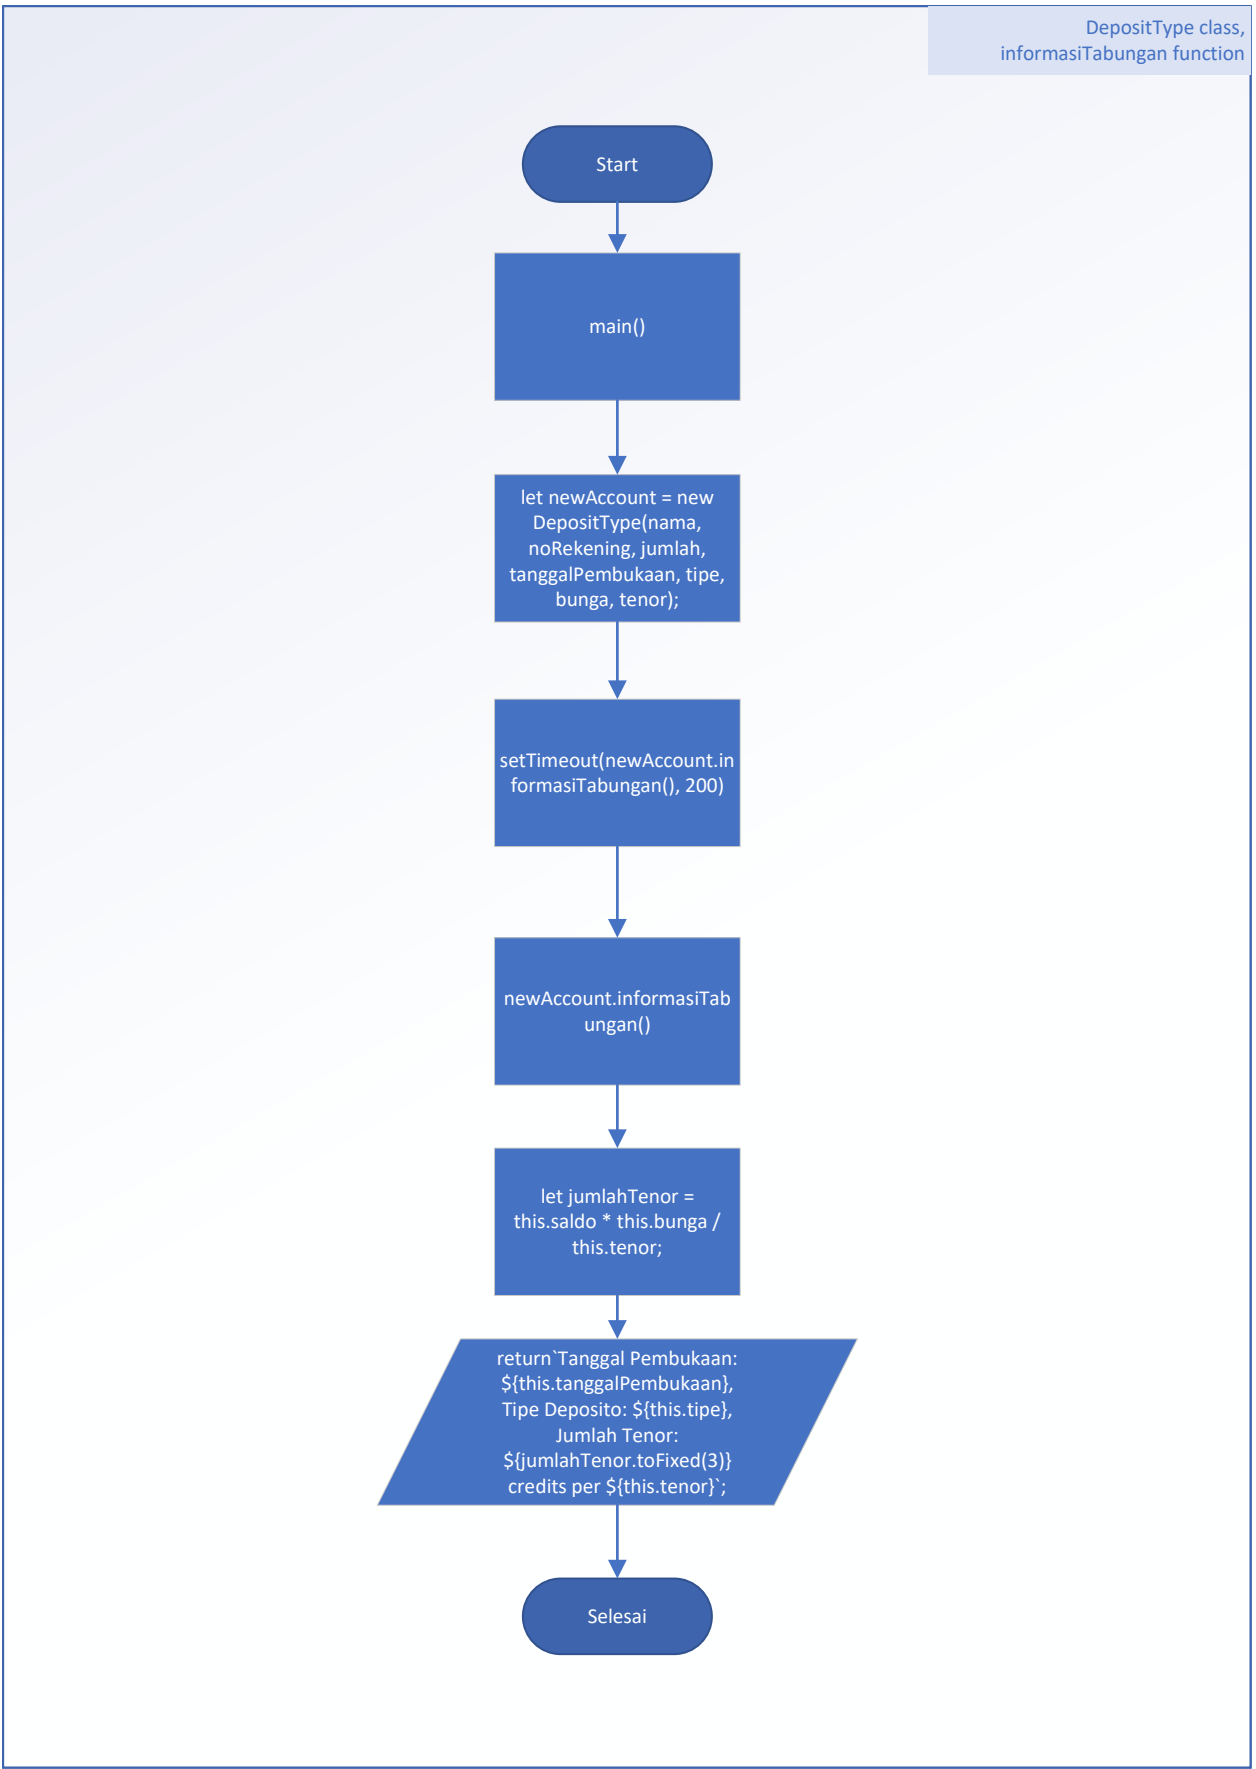 DepositType class,
informasiTabungan function
Start
main()
let newAccount = new
DepositType(nama,
noRekening, jumlah,
tanggalPembukaan, tipe,
bunga, tenor);
setTimeout(newAccount.in
formasiTabungan(), 200)
newAccount.informasiTab
ungan()
let jumlahTenor =
this.saldo * this.bunga /
this.tenor;
return`Tanggal Pembukaan:
${this.tanggalPembukaan},
Tipe Deposito: ${this.tipe},
Jumlah Tenor:
${jumlahTenor.toFixed(3)}
credits per ${this.tenor}`;
Selesai